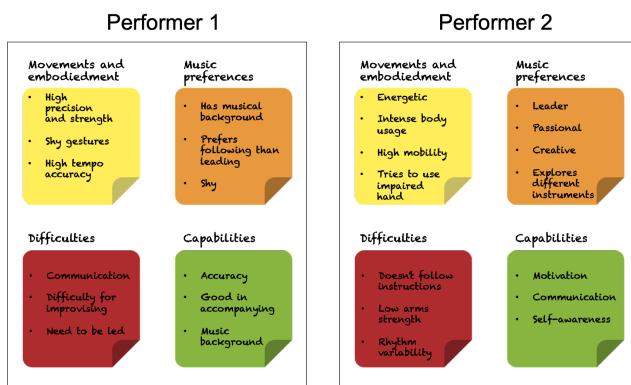 Performer 1
Movements and
embodiedment
• High
precision
and strength
• Shy gestures
• High tempo
accuracy
Music
preferences
• Has musical
background
• Prefers
following than
leading
• Shy
Difficulties
• Communication
• Difficulty for
improvising
• Need to be led
Capabilities
• Accuracy
• Good in
accompanying
• Music
background
Performer 2
Movements and
embodiedment
• Energetic
• Intense body
usage
• High mobility
• Tries to use
impaired
hand
Music
preferences
• Leader
• Passional
• Creative
• Explores
different
instruments
Difficulties
• Doesn't follow
instructions
• Low arms
strength
• Rhythm
variability
Capabilities
• Motivation
• Communication
• Self-awareness